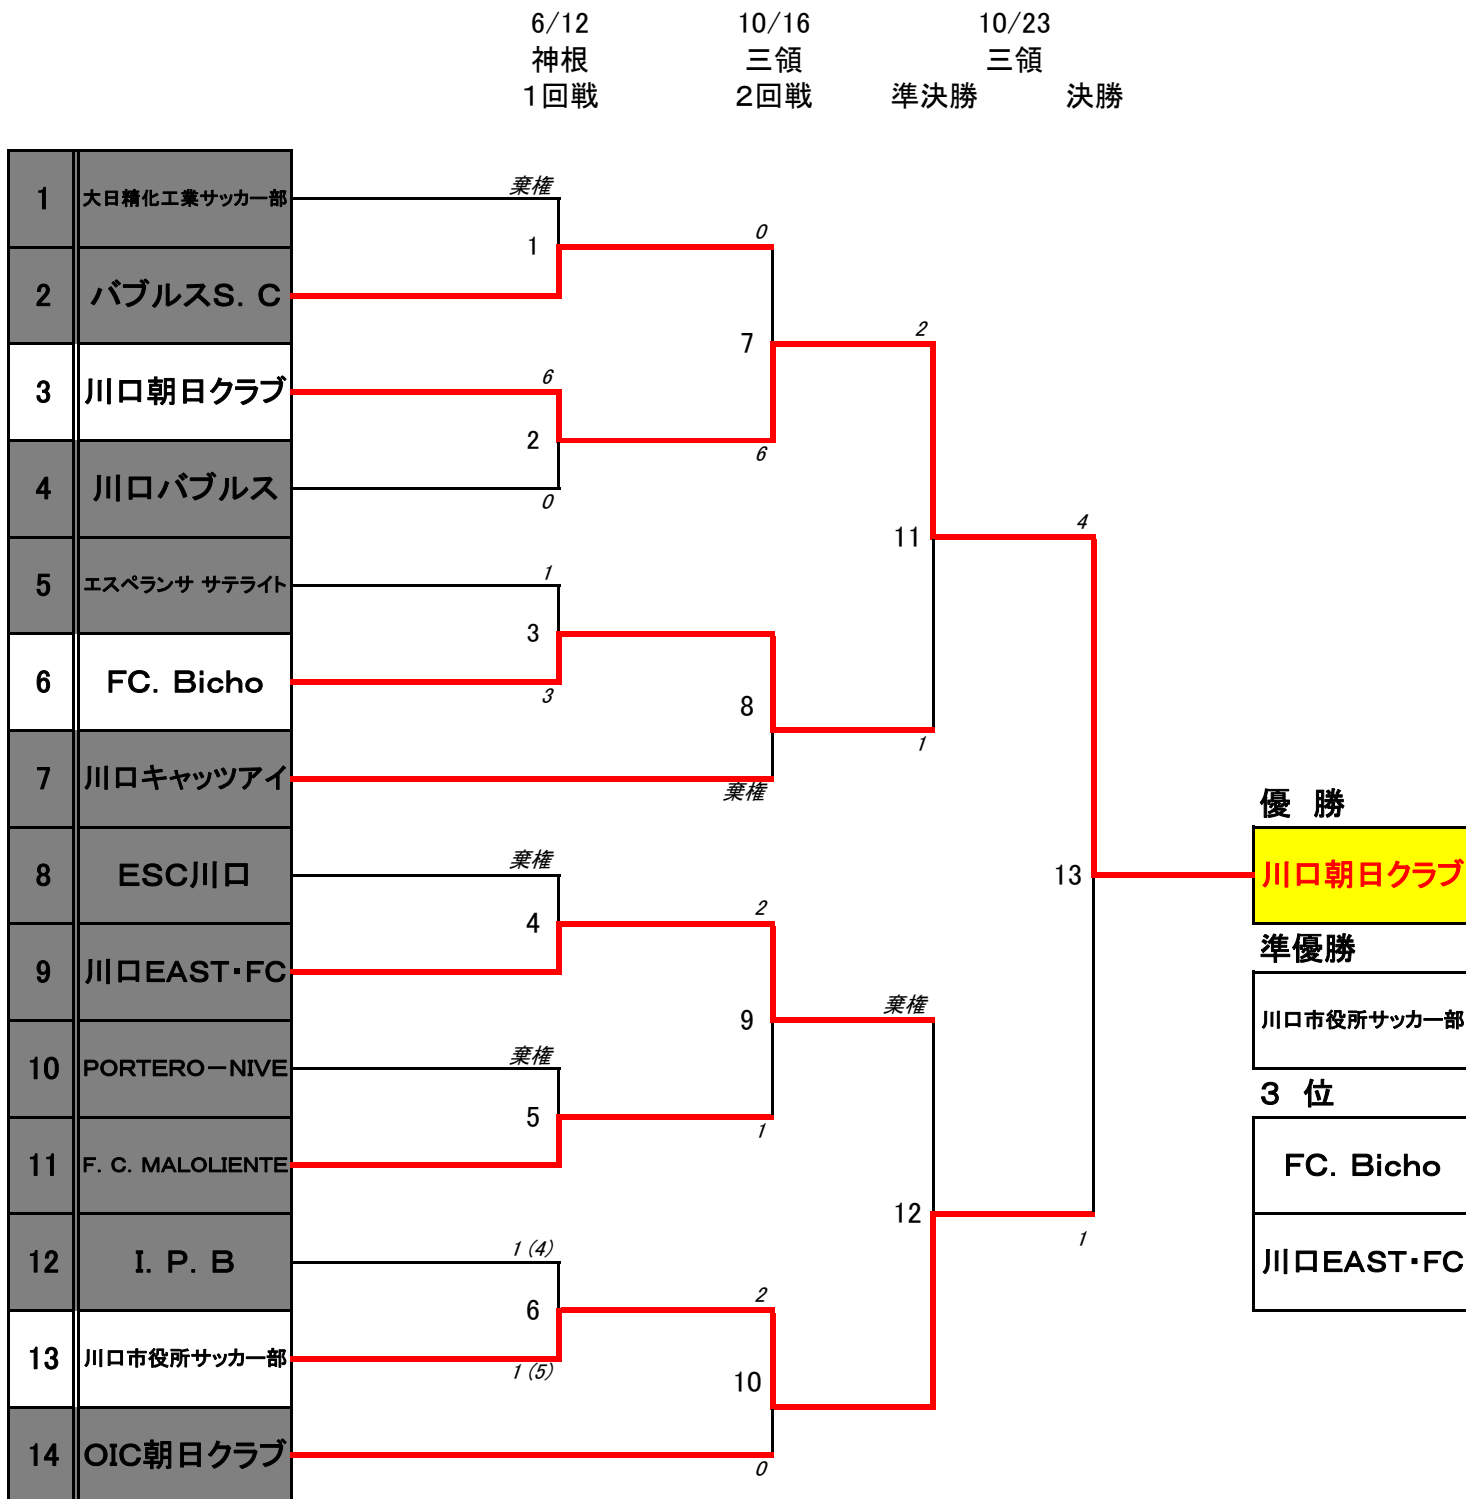 6/12 10/16 10/23
神根 三領 三領
1回戦 2回戦 準決勝 決勝
1 大日精化工業サッカー部 棄権
1 0
2 バブルスS. C
7 2
3 川口朝日クラブ 6
2 6
4 川口バブルス 0
11 4
5 エスペランサ サテライト 1
3
6 FC. Bicho 3
8 1
7 川口キャッツアイ 棄権
優 勝
13 川口朝日クラブ
8 ESC川口 棄権
4 2
9 川口EAST・FC
準優勝
9 棄権
川口市役所サッカー部
10 PORTERO－NIVE 棄権
5 1
3 位
11 F. C. MALOLIENTE
FC. Bicho
12 1
12 I. P. B 1(4)
川口EAST・FC
6 2
13 川口市役所サッカー部 1(5)
10
14 OIC朝日クラブ 0